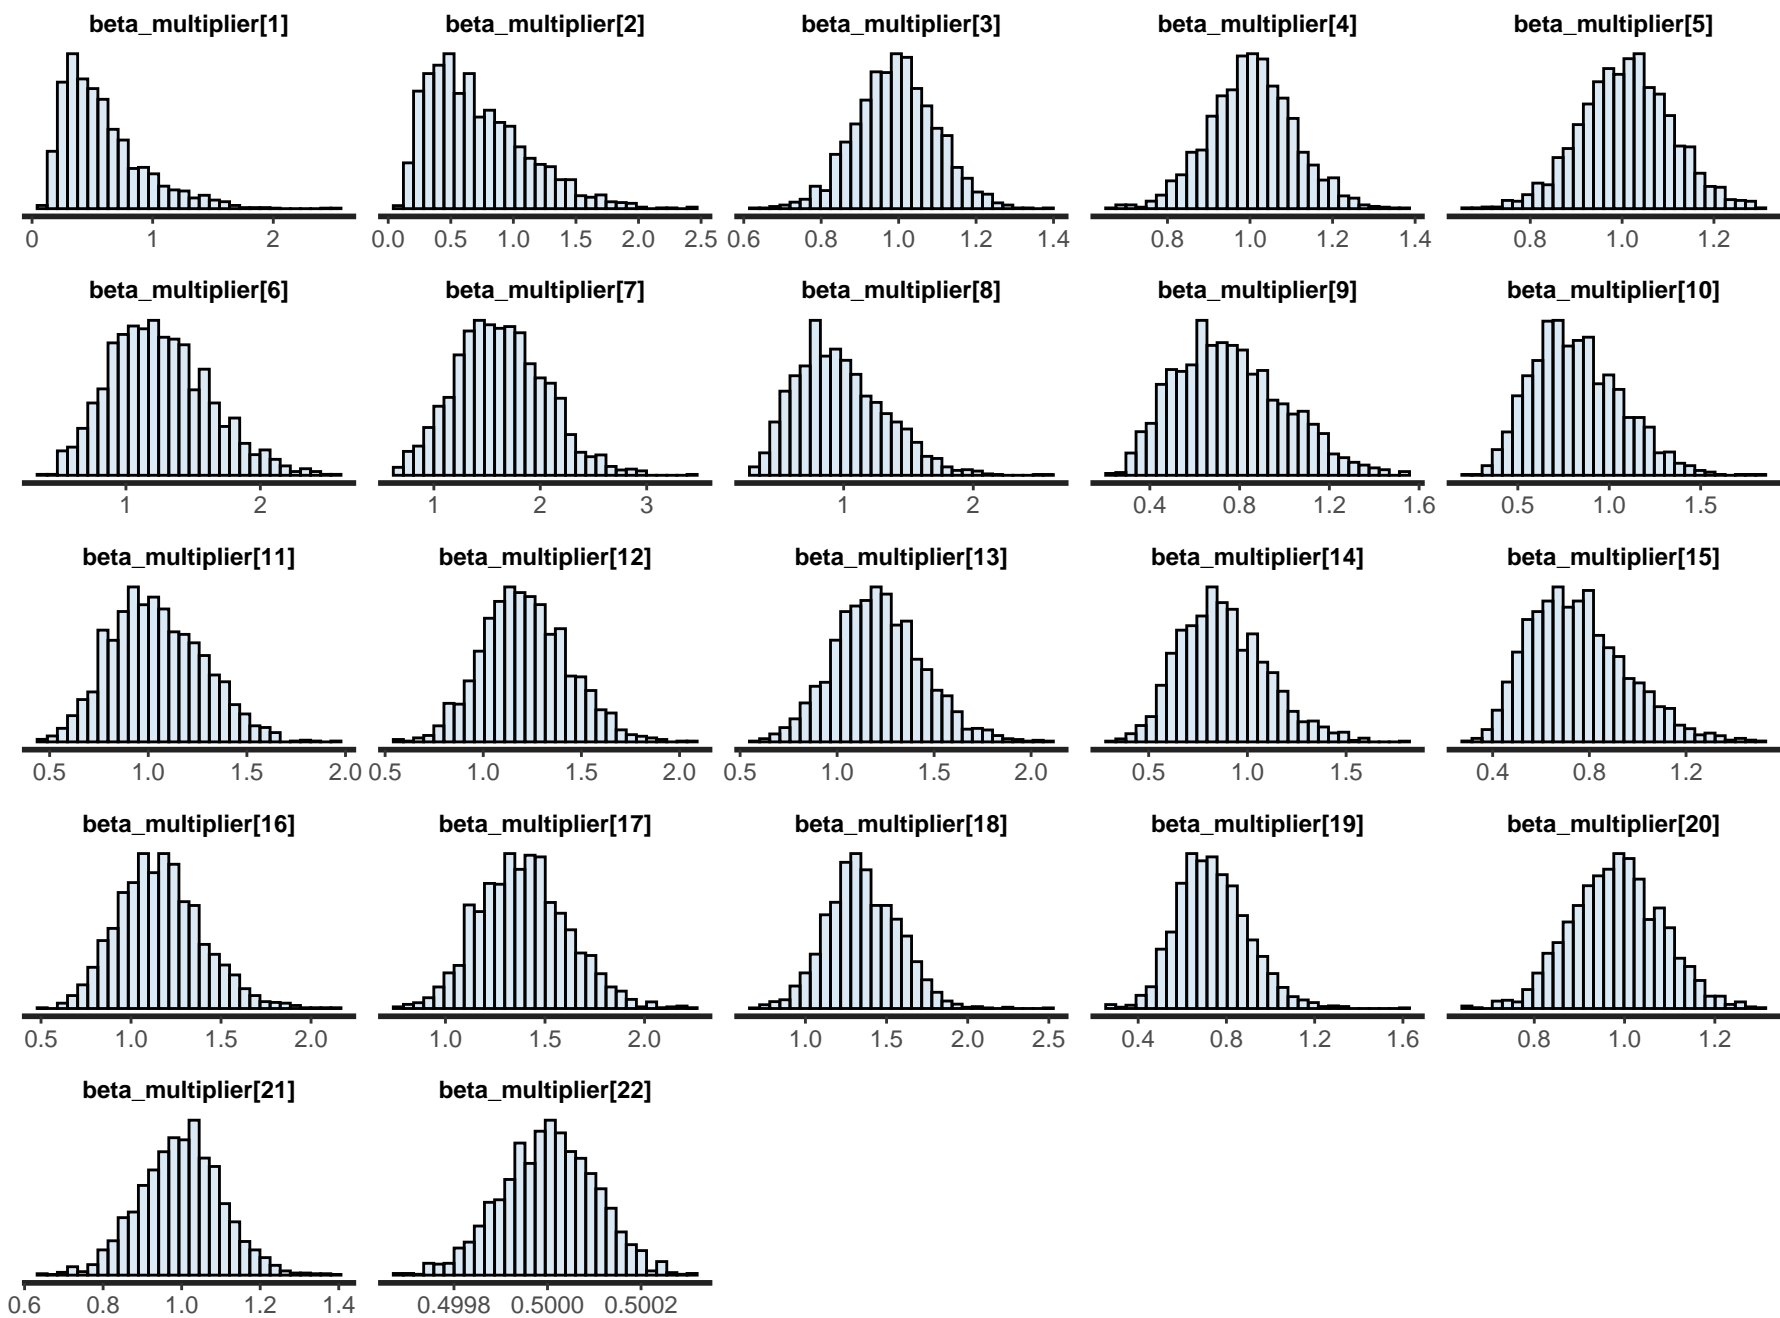 beta_multiplier[1] beta_multiplier[2] beta_multiplier[3] beta_multiplier[4] beta_multiplier[5]
0 1 2 0.0 0.5 1.0 1.5 2.0 2.5 0.6 0.8 1.0 1.2 1.4 0.8 1.0 1.2 1.4 0.8 1.0 1.2
beta_multiplier[6] beta_multiplier[7] beta_multiplier[8] beta_multiplier[9] beta_multiplier[10]
1 2 1 2 3 1 2 0.4 0.8 1.2 1.6 0.5 1.0 1.5
beta_multiplier[11] beta_multiplier[12] beta_multiplier[13] beta_multiplier[14] beta_multiplier[15]
0.5 1.0 1.5 2.0 0.5 1.0 1.5 2.0 0.5 1.0 1.5 2.0 0.5 1.0 1.5 0.4 0.8 1.2
beta_multiplier[16] beta_multiplier[17] beta_multiplier[18] beta_multiplier[19] beta_multiplier[20]
0.5 1.0 1.5 2.0 1.0 1.5 2.0 1.0 1.5 2.0 2.5 0.4 0.8 1.2 1.6 0.8 1.0 1.2
beta_multiplier[21] beta_multiplier[22]
0.6 0.8 1.0 1.2 1.4 0.4998 0.5000 0.5002